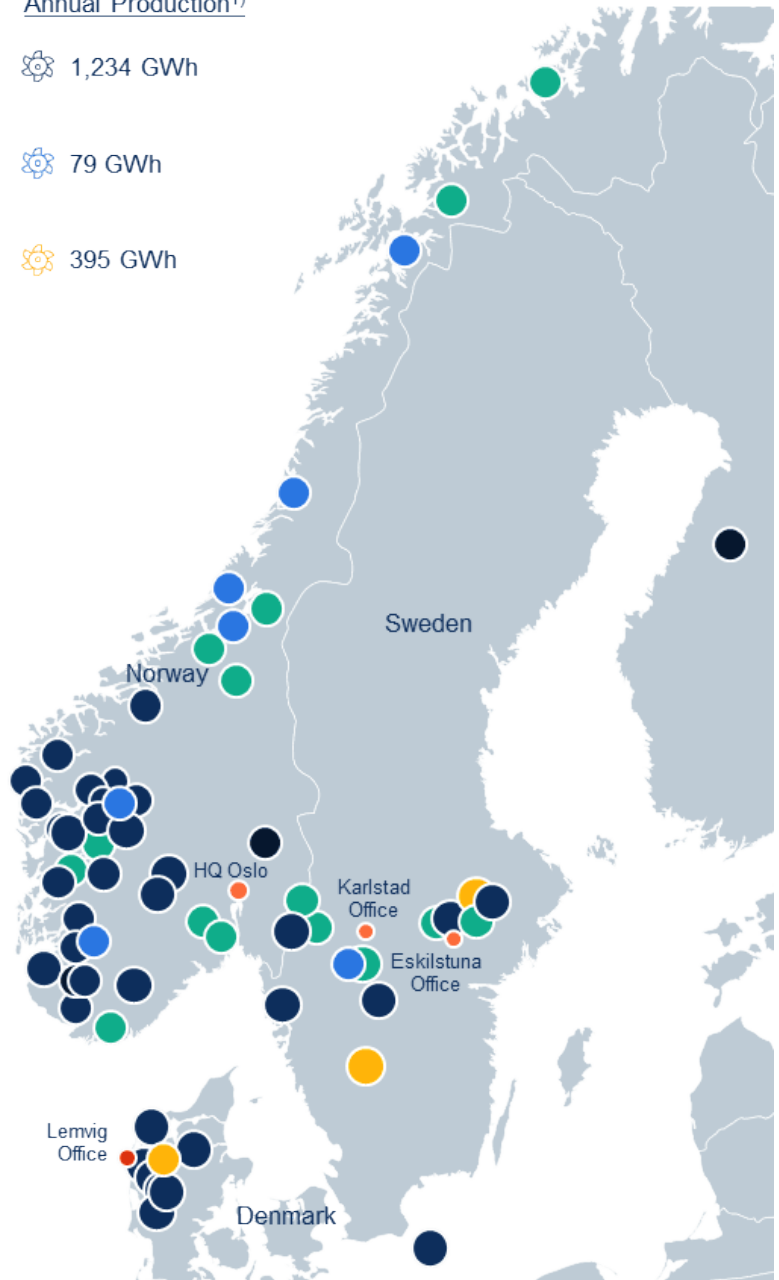 Annual Production¹⁾
1,234 GWh
79 GWh
395 GWh
Sweden
Norway
HQ Oslo
Karlstad
Office
Eskilstuna
Office
Lemvig
Office
Denmark